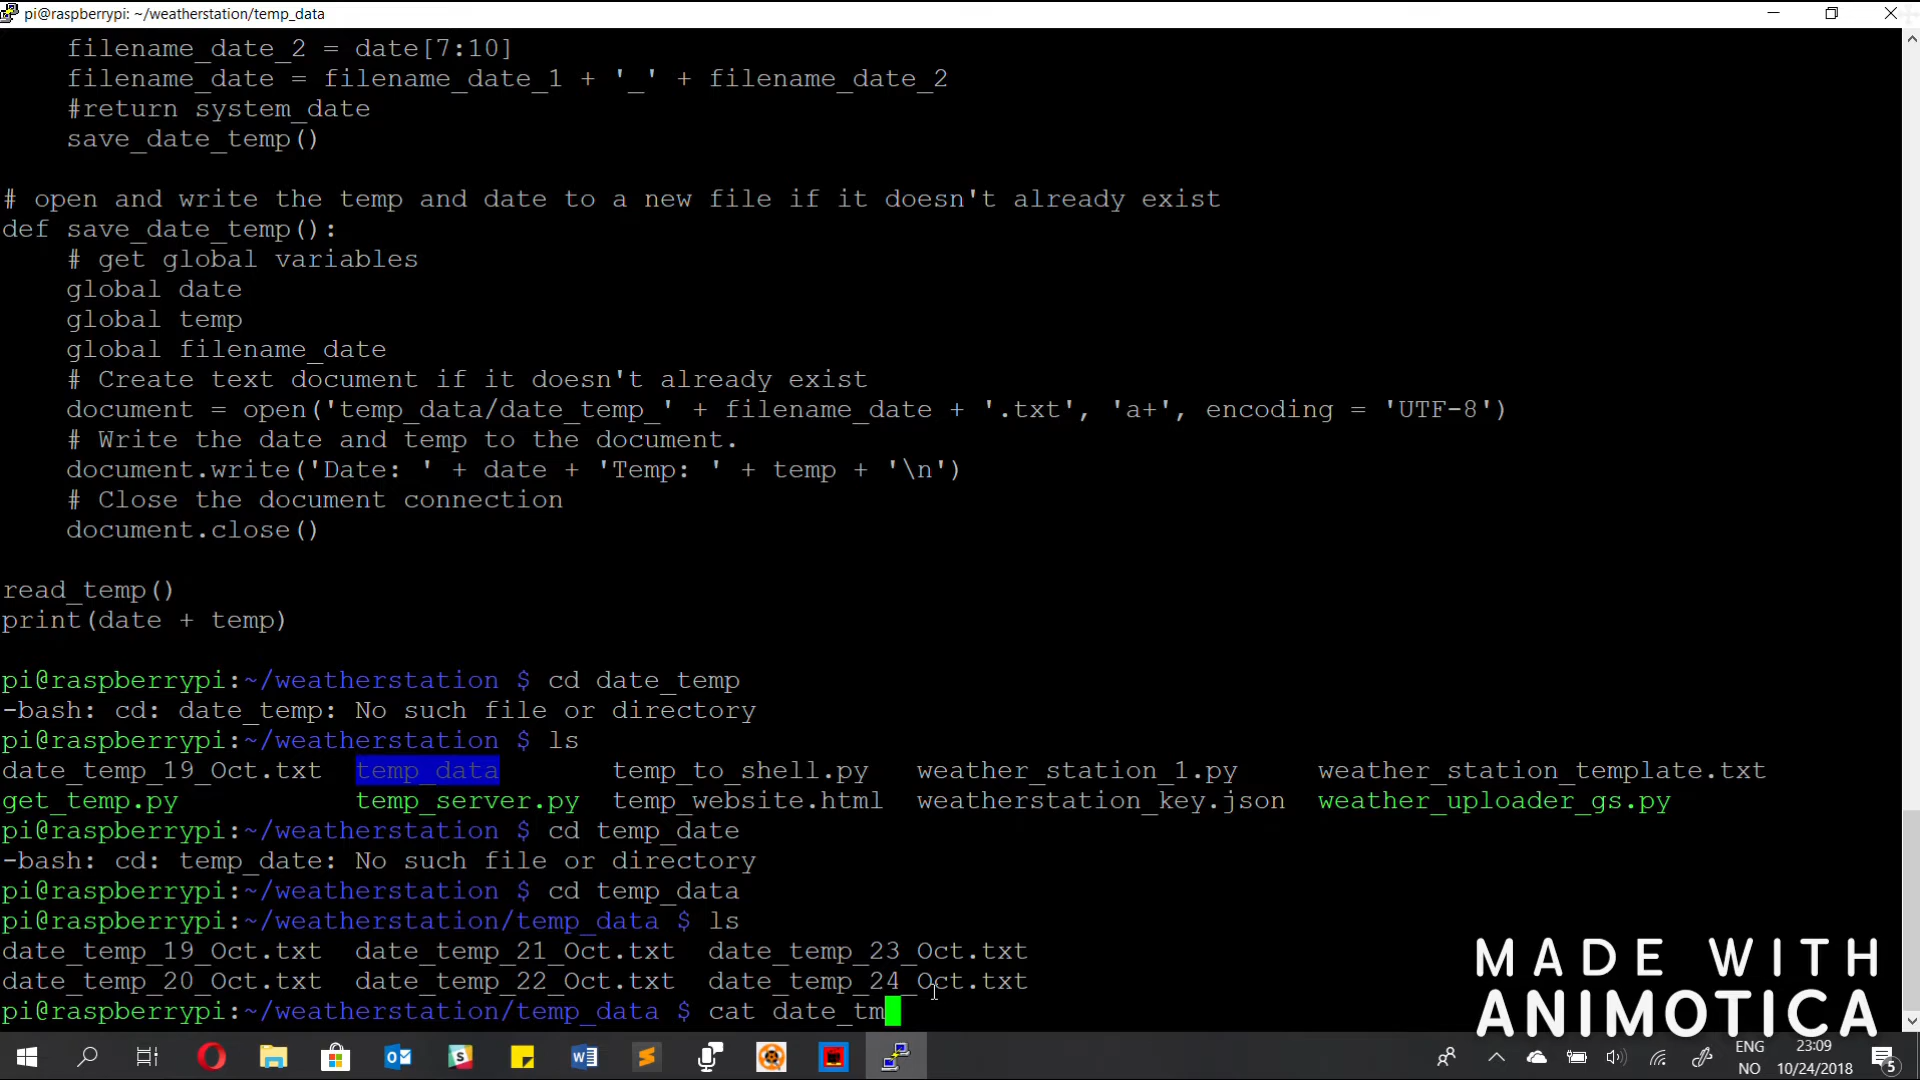 pi@raspberrypi: ~/weatherstation/temp_data
    filename_date_2 = date[7:10]
    filename_date = filename_date_1 + '_' + filename_date_2
    #return system_date
    save_date_temp()
# open and write the temp and date to a new file if it doesn't already exist
def save_date_temp():
    # get global variables
    global date
    global temp
    global filename_date
    # Create text document if it doesn't already exist
    document = open('temp_data/date_temp_' + filename_date + '.txt', 'a+', encoding = 'UTF-8')
    # Write the date and temp to the document.
    document.write('Date: ' + date + 'Temp: ' + temp + '\n')
    # Close the document connection
    document.close()
read_temp()
print(date + temp)
pi@raspberrypi:~/weatherstation $ cd date_temp
-bash: cd: date_temp: No such file or directory
pi@raspberrypi:~/weatherstation $ ls
date_temp_19_Oct.txt  temp_data       temp_to_shell.py   weather_station_1.py     weather_station_template.txt
get_temp.py           temp_server.py  temp_website.html  weatherstation_key.json  weather_uploader_gs.py
pi@raspberrypi:~/weatherstation $ cd temp_date
-bash: cd: temp_date: No such file or directory
pi@raspberrypi:~/weatherstation $ cd temp_data
pi@raspberrypi:~/weatherstation/temp_data $ ls
date_temp_19_Oct.txt  date_temp_21_Oct.txt  date_temp_23_Oct.txt
date_temp_20_Oct.txt  date_temp_22_Oct.txt  date_temp_24_Oct.txt
pi@raspberrypi:~/weatherstation/temp_data $ cat date_tm
MADE WITH
ANIMOTICA
ENG
NO
23:09
10/24/2018
5